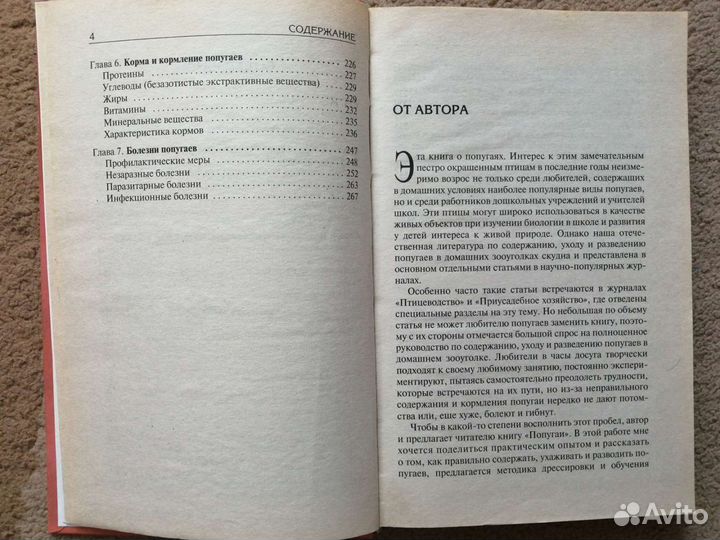 4 СОДЕРЖАНИЕ
Глава 6. Корма и кормление попугаев 226
Протеины 227
Углеводы (безазотистые экстрактивные вещества) 229
Жиры 229
Витамины 232
Минеральные вещества 235
Характеристика кормов 236
Глава 7. Болезни попугаев 247
Профилактические меры 248
Незаразные болезни 252
Паразитарные болезни 263
Инфекционные болезни 267
ОТ АВТОРА
Эта книга о попугаях. Интерес к этим замечательным
пестро окрашенным птицам в последние годы неизме-
римо возрос не только среди любителей, содержащих
в домашних условиях наиболее популярные виды попугаев,
но и среди работников дошкольных учреждений и учителей
школ. Эти птицы могут широко использоваться в качестве
живых объектов при изучении биологии в школе и развития
у детей интереса к живой природе. Однако наша отече-
ственная литература по содержанию, уходу и разведению
попугаев в домашних зооуголках скудна и представлена в
основном отдельными статьями в научно-популярных жур-
налах.
Особенно часто такие статьи встречаются в журналах
«Птицеводство» и «Приусадебное хозяйство», где отведены
специальные разделы на эту тему. Но небольшая по объему
статья не может любителю попугаев заменить книгу, поэто-
му с их стороны отмечается большой спрос на полноценное
руководство по содержанию, уходу и разведению попугаев в
домашнем зооуголке. Любители в часы досуга творчески
подходят к своему любимому занятию, постоянно экспери-
ментируют, пытаясь самостоятельно преодолеть трудности,
которые встречаются на их пути, но из-за неправильного
содержания и кормления попугаи нередко не дают потом-
ства или, еще хуже, болеют и гибнут.
Чтобы в какой-то степени восполнить этот пробел, автор
и предлагает читателю книгу «Попугаи». В этой работе мне
хочется поделиться практическим опытом и рассказать
о том, как правильно содержать, ухаживать и разводить по-
пугаев, предлагается методика дрессировки и обучения
Avito